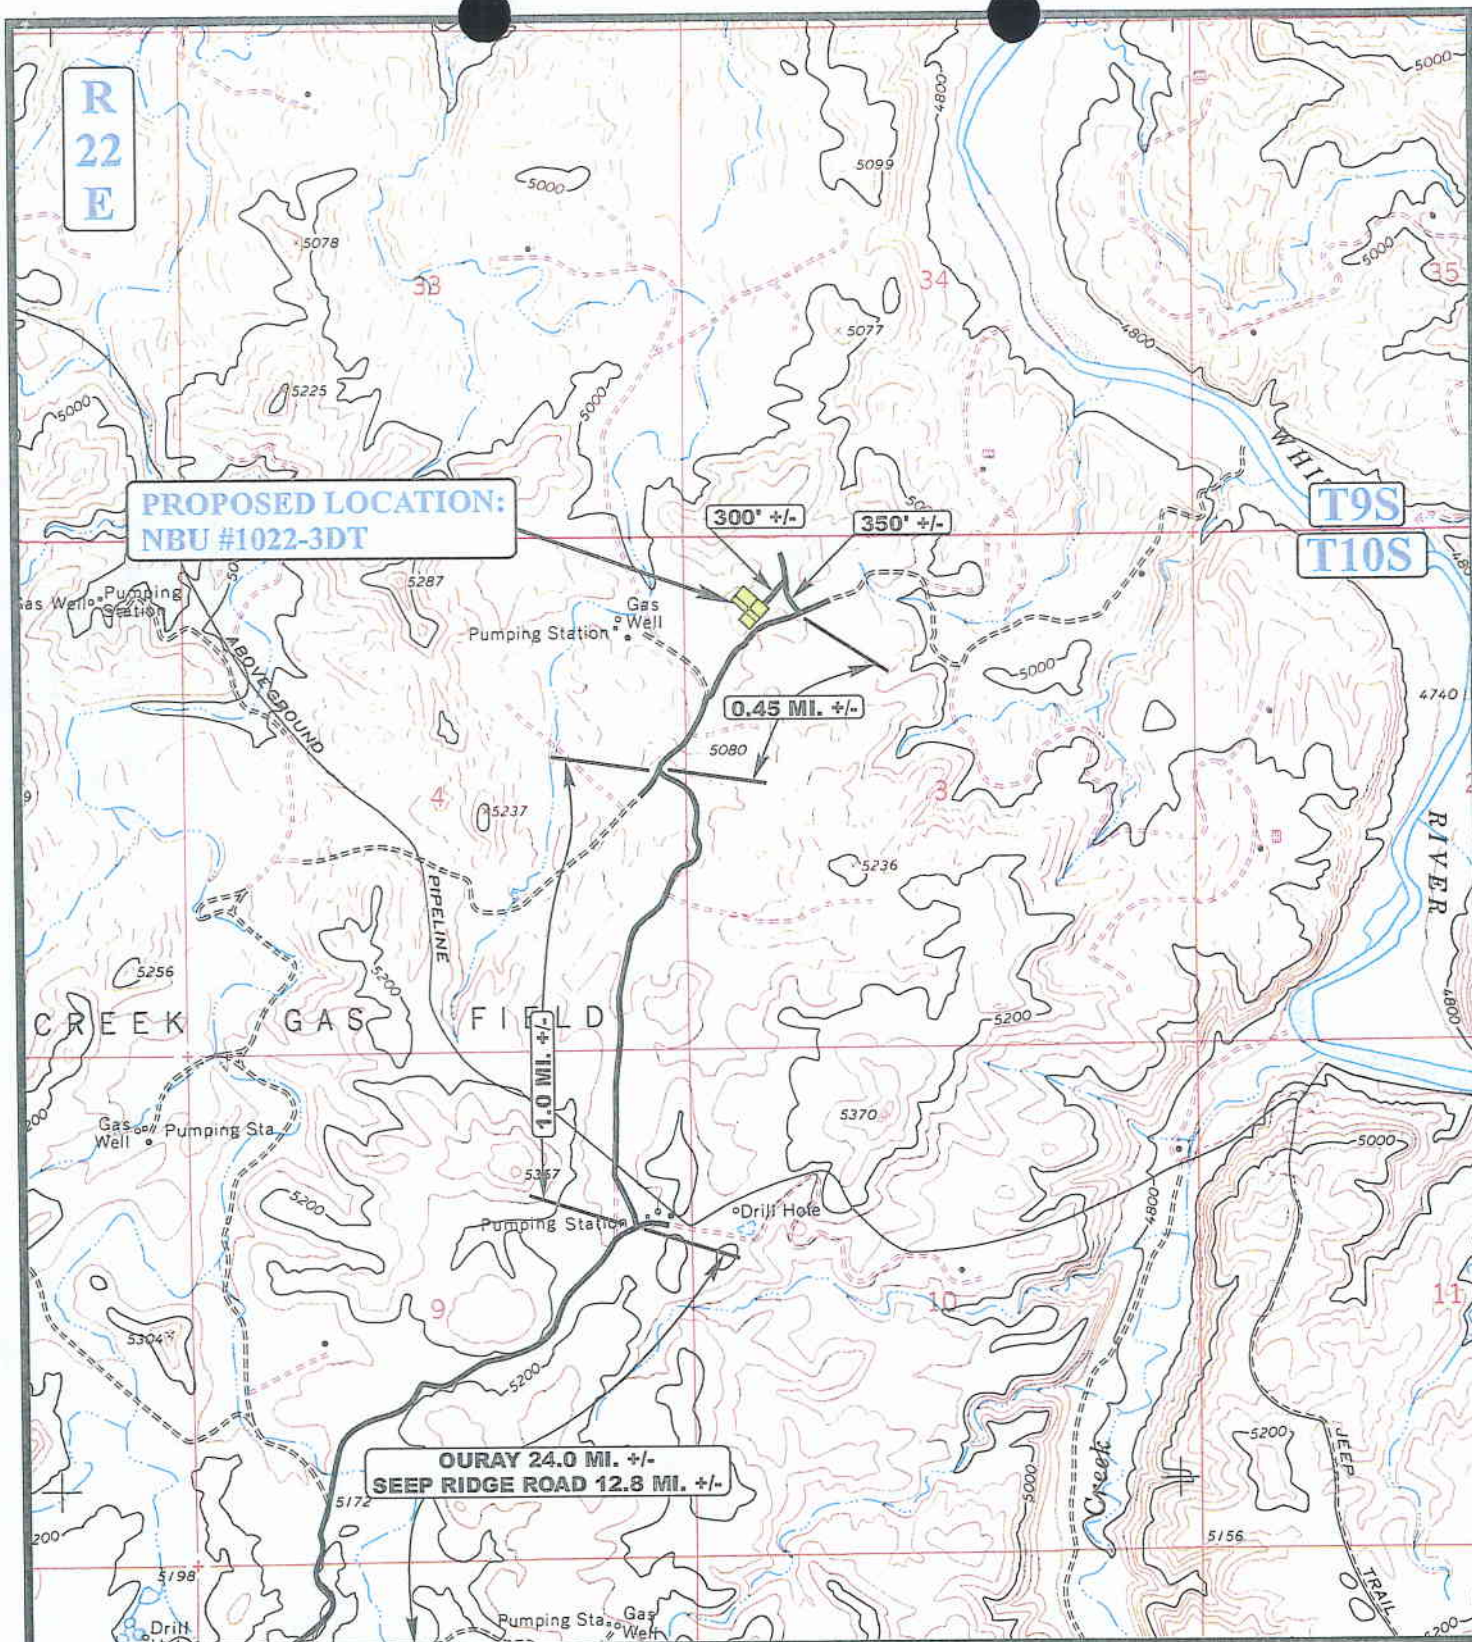 R
22
E
4800
5000
5099
5000
5078
33
34
35
5000
5077
4800
5225
5000
5000
PROPOSED LOCATION:
NBU #1022-3DT
300' +/-
350' +/-
T9S
T10S
5287
Gas Well
Pumping
Station
Gas
Well
Pumping Station
ABOVE GROUND
0.45 MI. +/-
5000
4740
5080
4
3
5237
5236
RIVER
PIPELINE
5256
5200
CREEK GAS FIELD
5200
4800
1.0 MI. +/-
5370
Gas
Well
Pumping Sta
5000
5200
Pumping Station
Drill Hole
4800
9
10
11
5304
5200
OURAY 24.0 MI. +/-
SEEP RIDGE ROAD 12.8 MI. +/-
5172
5000
Creek
5200
JEEP
TRAIL
5156
5198
Drill
Pumping Sta
Gas
Well
5200